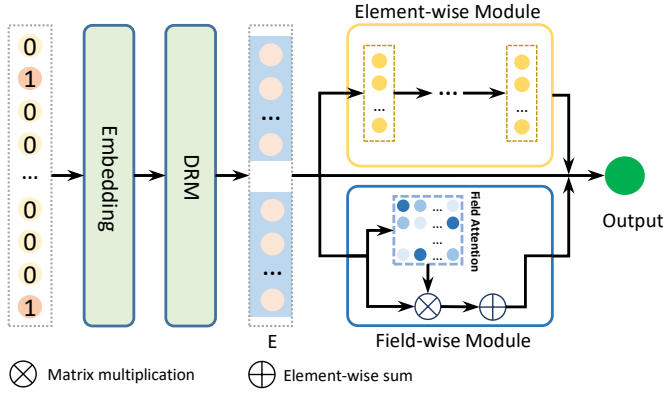 Element-wise Module
0
1
0
0
...
0
0
0
1
Embedding
DRM
...
...
E
...
...
...
Field Attention
...
...
...
...
Output
Field-wise Module
Matrix multiplication
Element-wise sum